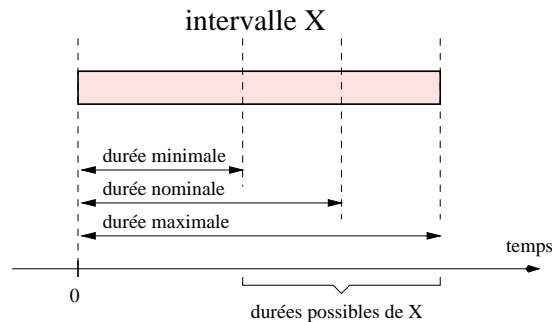 intervalle X
durée minimale
durée nominale
durée maximale
temps
0
durées possibles de X